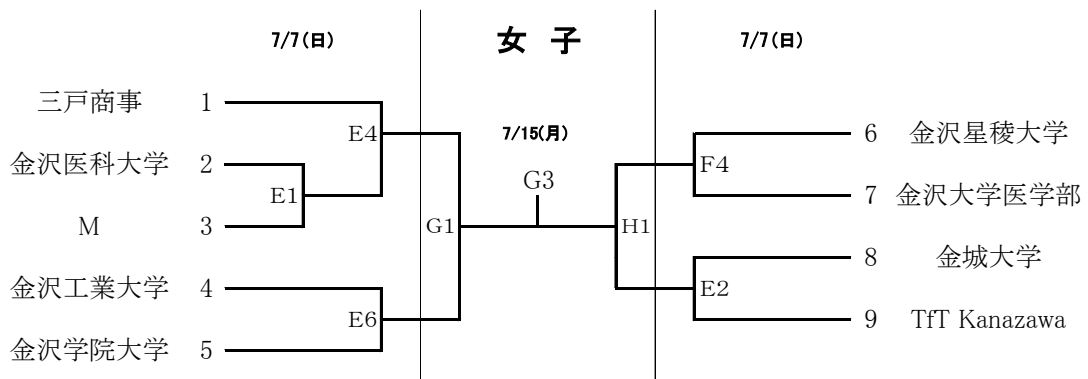 7/7(日)
女 子
7/7(日)
三戸商事 1
E4
7/15(月)
6 金沢星稜大学
金沢医科大学 2
E1
G3
F4
M 3
7 金沢大学医学部
G1
H1
金沢工業大学 4
8 金城大学
E6
E2
金沢学院大学 5
9 TfT Kanazawa